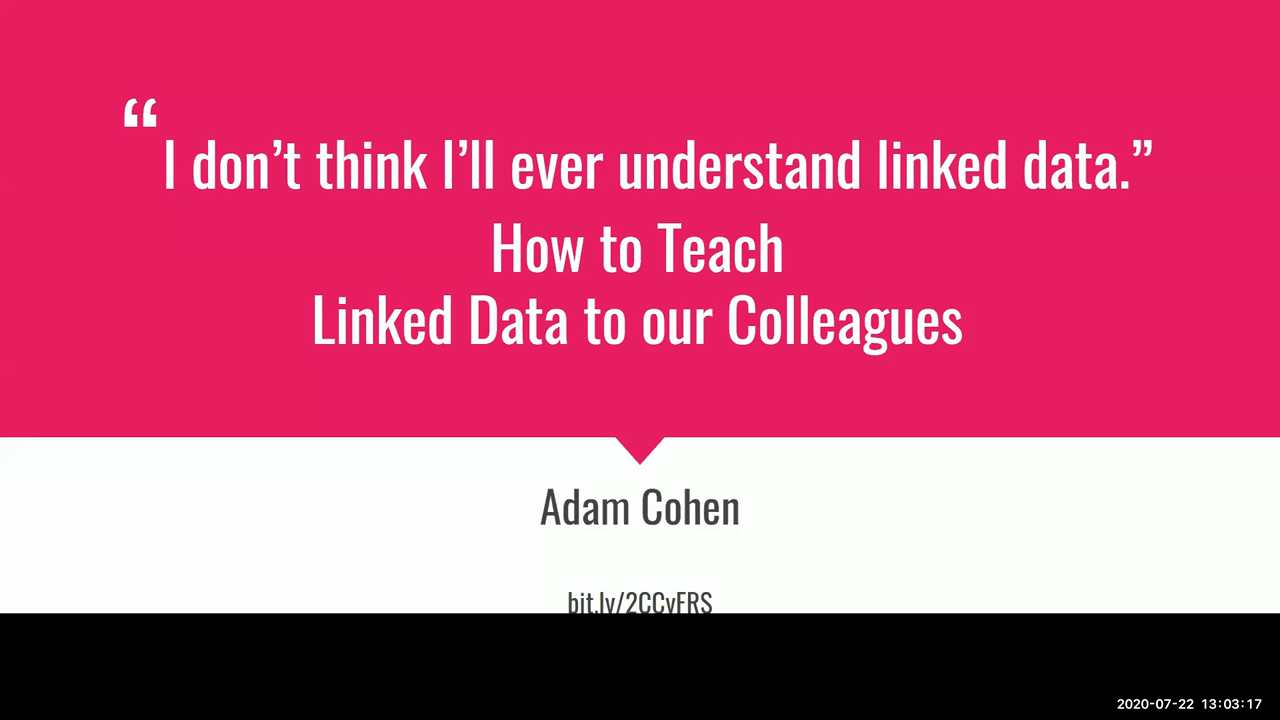 “I don’t think I’ll ever understand linked data.”
How to Teach
Linked Data to our Colleagues
Adam Cohen
2020-07-22 13:03:17